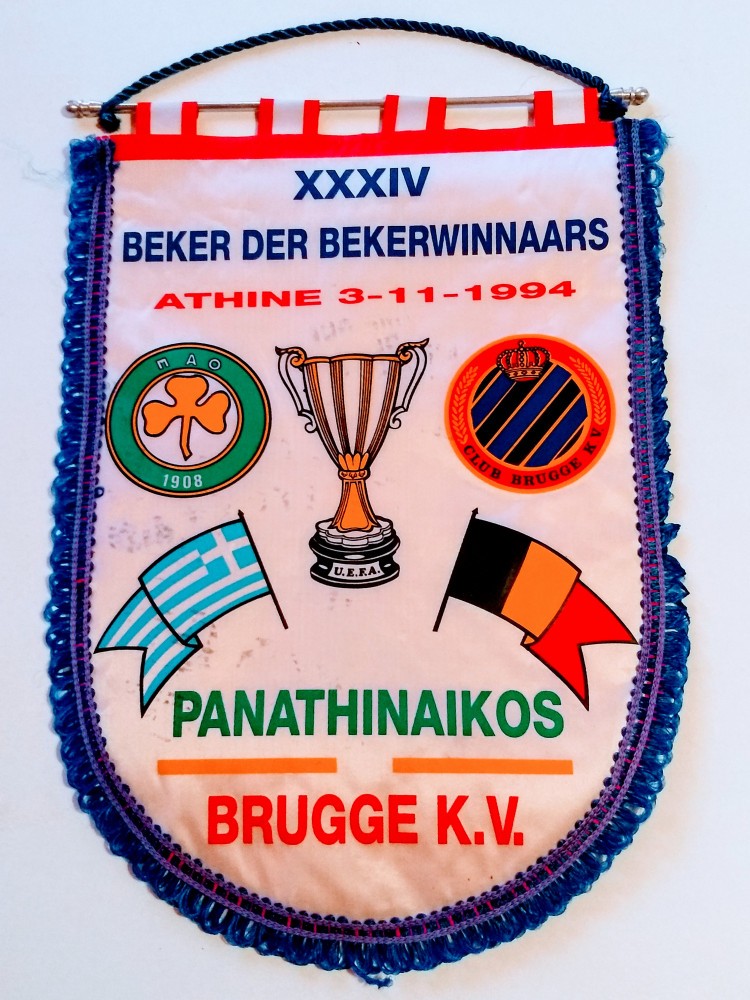 XXXIV
BEKER DER BEKERWINNAARS
ATHINE 3-11-1994
ΠΑΟ
1908
CLUB BRUGGE K V
U.E.F.A.
PANATHINAIKOS
BRUGGE K.V.